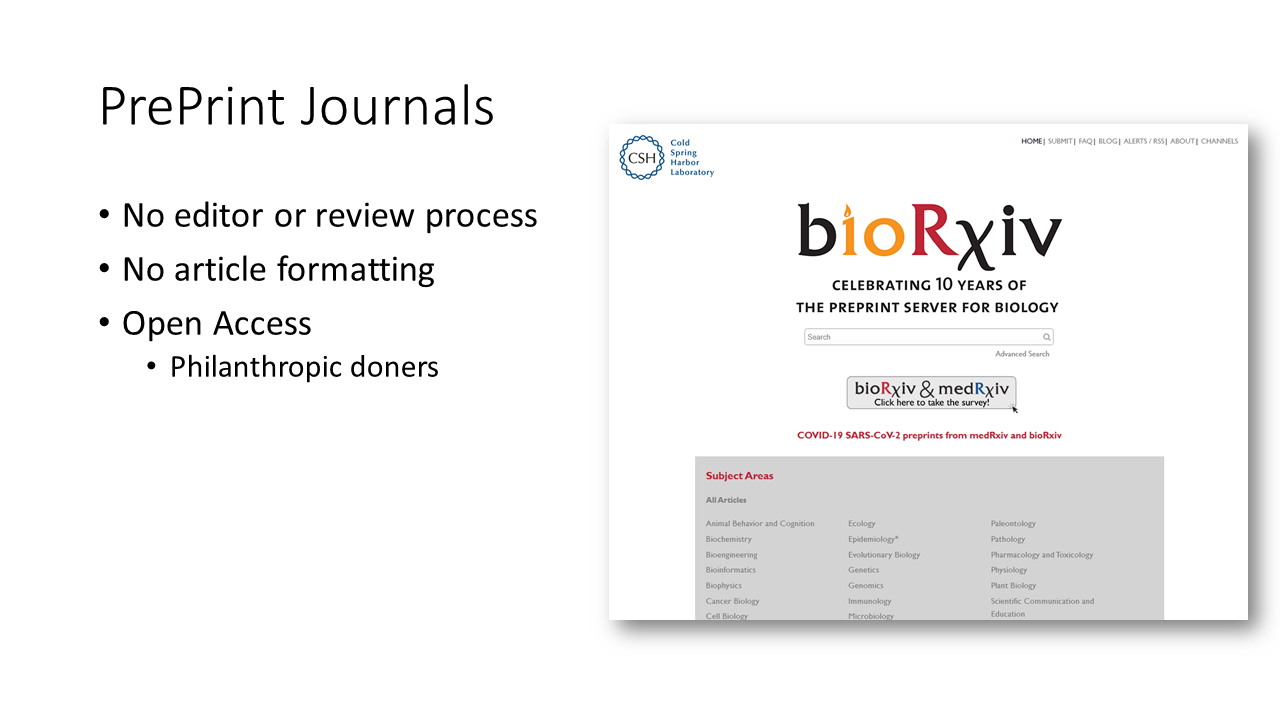 PrePrint Journals
• No editor or review process
• No article formatting
• Open Access
• Philanthropic doners
CSH
Cold
Spring
Harbor
Laboratory
HOME| SUBMIT| FAQ| BLOG| ALERTS / RSS| ABOUT| CHANNELS
bioRxiv
CELEBRATING 10 YEARS OF
THE PREPRINT SERVER FOR BIOLOGY
Search
Advanced Search
bioRxiv & medRxiv
Click here to take the survey!
COVID-19 SARS-CoV-2 preprints from medRxiv and bioRxiv
Subject Areas
All Articles
Animal Behavior and Cognition
Biochemistry
Bioengineering
Bioinformatics
Biophysics
Cancer Biology
Cell Biology
Ecology
Epidemiology*
Evolutionary Biology
Genetics
Genomics
Immunology
Microbiology
Paleontology
Pathology
Pharmacology and Toxicology
Physiology
Plant Biology
Scientific Communication and
Education